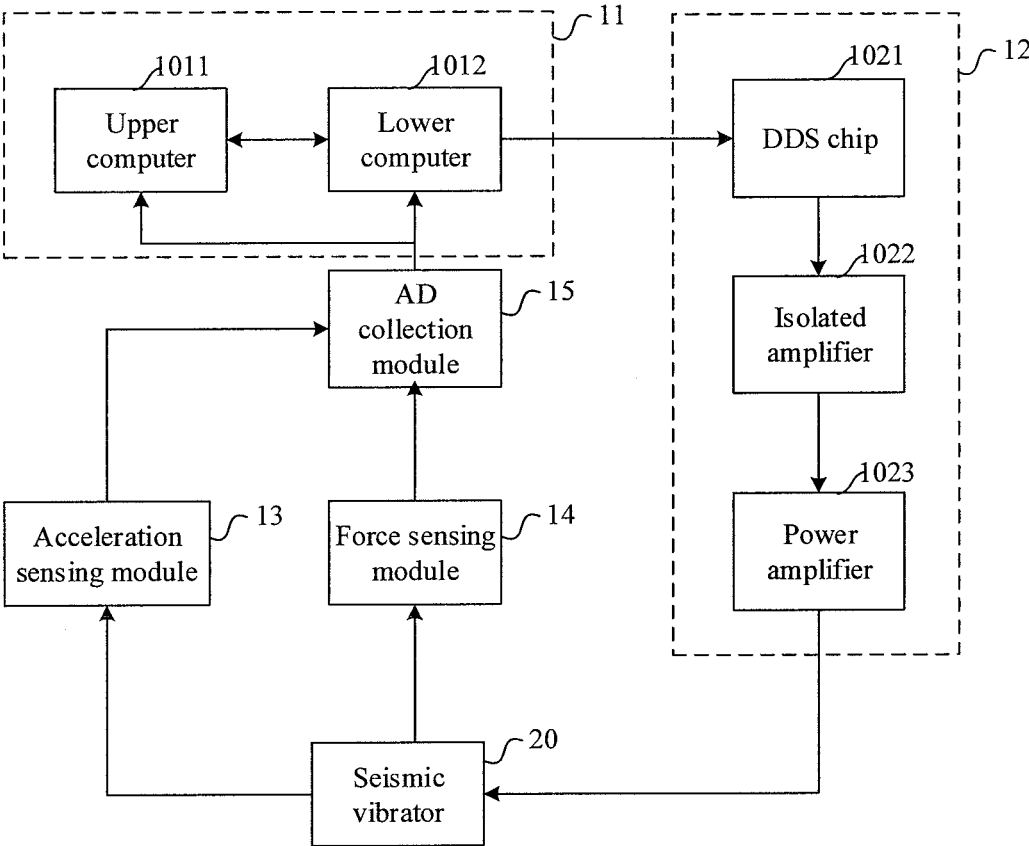 11
12
1011
1012
1021
Upper
computer
Lower
computer
DDS chip
1022
AD
collection
module
15
Isolated
amplifier
1023
Acceleration
sensing module
13
Force sensing
module
14
Power
amplifier
20
Seismic
vibrator